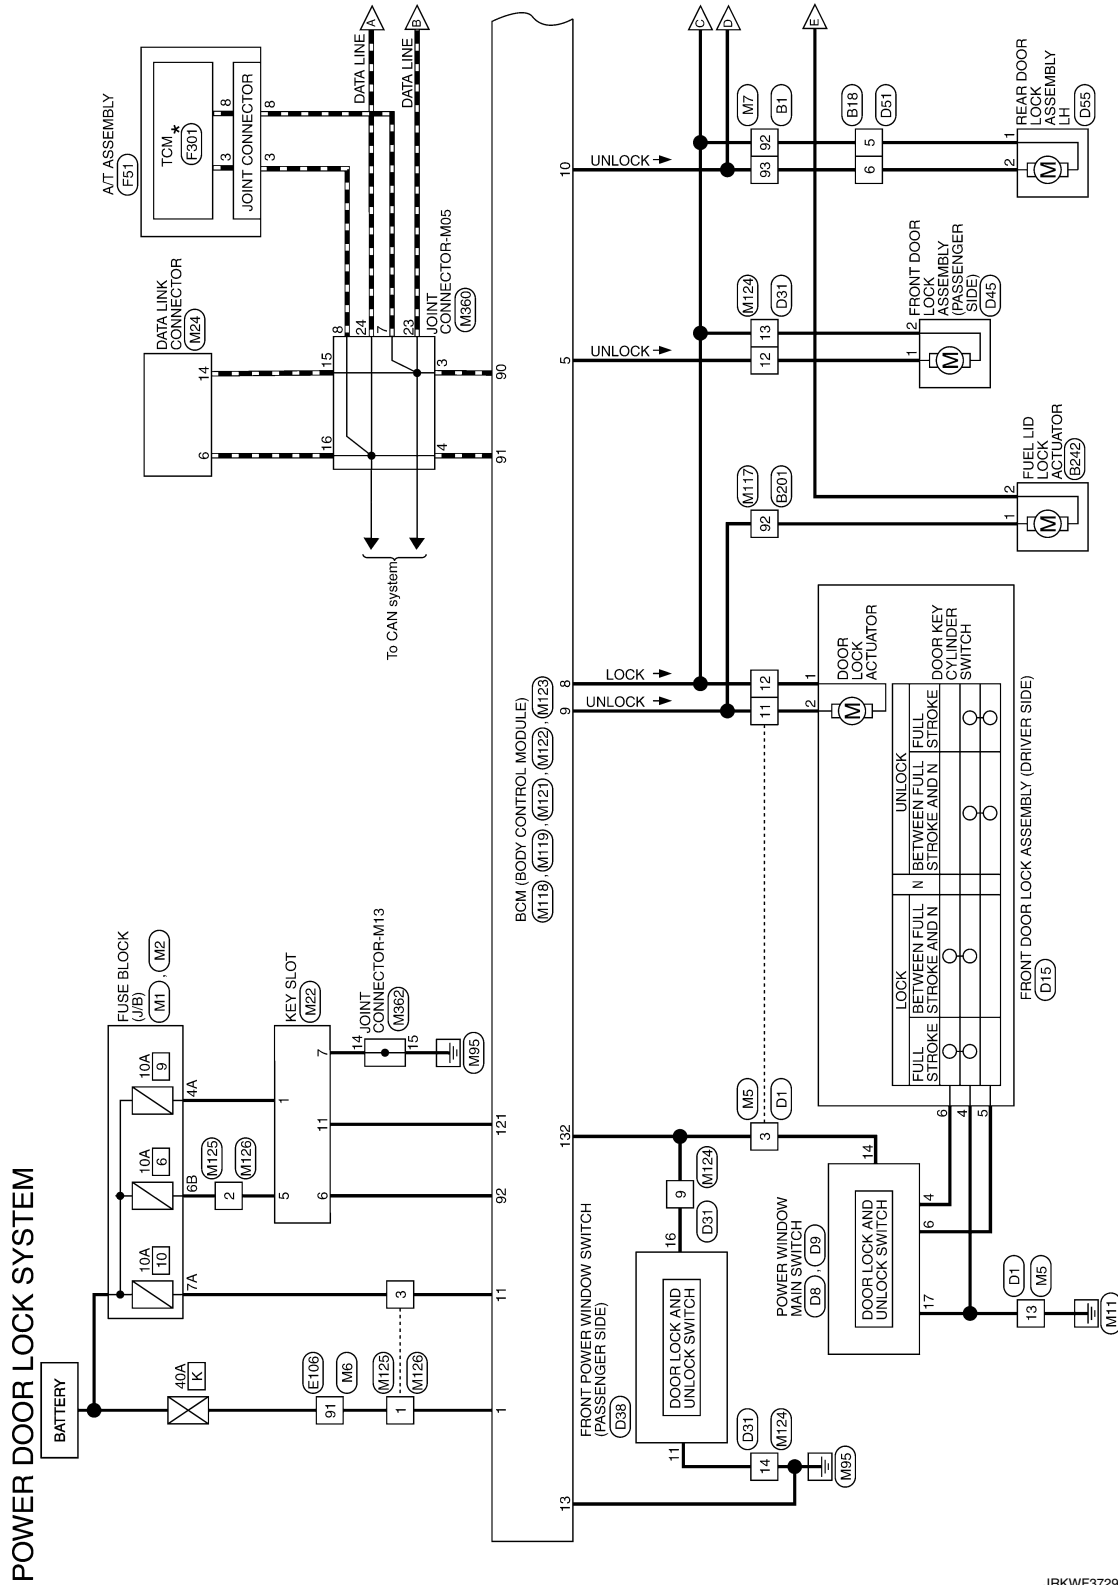 POWER DOOR LOCK SYSTEM
BATTERY
40A
K
E106
M6
91
M125
M126
1
1
FUSE BLOCK
(J/B)
M1 , M2
10A
10
7A
10A
6
6B
10A
9
4A
3
11
M125
M126
2
KEY SLOT
M22
5
1
6
11
7
92
121
14
JOINT
CONNECTOR-M13
M362
15
M95
DATA LINK
CONNECTOR
M24
6
14
A/T ASSEMBLY
F51
TCM*
F301
3
8
JOINT CONNECTOR
3
8
16
15
8
24
7
23
JOINT
CONNECTOR-M05
M360
4
3
91
90
DATA LINE
A
DATA LINE
B
To CAN system
BCM (BODY CONTROL MODULE)
M118 , M119 , M121 , M122 , M123
13
132
9
8
5
10
FRONT POWER WINDOW SWITCH
(PASSENGER SIDE)
D38
DOOR LOCK AND
UNLOCK SWITCH
11
16
D31
M124
14
M95
9
M124
D31
M5
D1
3
POWER WINDOW
MAIN SWITCH
D8 , D9
DOOR LOCK AND
UNLOCK SWITCH
14
17
6
4
D1
M5
13
M11
UNLOCK
LOCK
11
12
2
1
DOOR
LOCK
ACTUATOR
M
DOOR KEY
CYLINDER
SWITCH
LOCK
N
UNLOCK
FULL
STROKE
BETWEEN FULL
STROKE AND N
BETWEEN FULL
STROKE AND N
FULL
STROKE
6
4
5
FRONT DOOR LOCK ASSEMBLY (DRIVER SIDE)
D15
M117
B201
92
FUEL LID
LOCK
ACTUATOR
B242
1
2
M
UNLOCK
M124
D31
12
13
FRONT DOOR
LOCK
ASSEMBLY
(PASSENGER
SIDE)
D45
1
2
M
UNLOCK
M7
B1
93
92
B18
D51
6
5
REAR DOOR
LOCK
ASSEMBLY
LH
D55
2
1
M
C
D
E
JRKWF3729